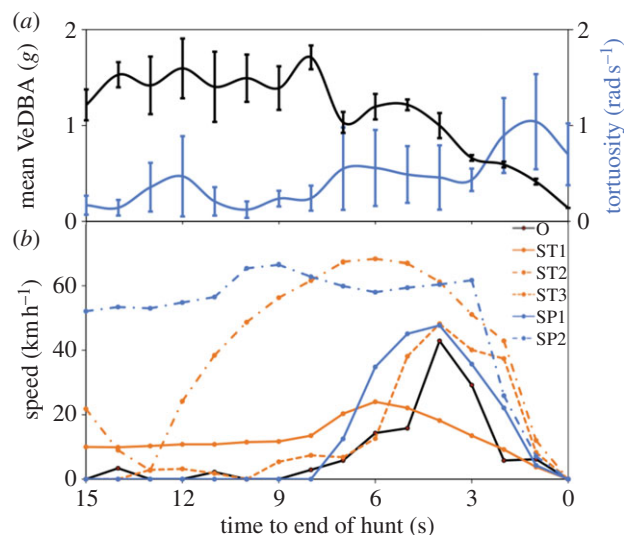 (a)
2
2
mean VeDBA (g)
1
1
tortuosity (rad s⁻¹)
0
0
(b)
O
ST1
ST2
ST3
SP1
SP2
60
40
20
0
speed (km h⁻¹)
15
12
9
6
3
0
time to end of hunt (s)